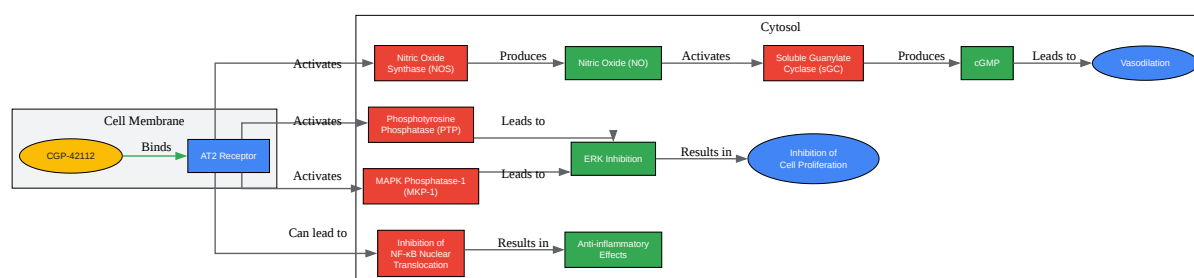 Cytosol
Nitric Oxide
Synthase (NOS)
Produces
Nitric Oxide (NO)
Activates
Soluble Guanylate
Cyclase (sGC)
Produces
cGMP
Leads to
Vasodilation
Activates
Cell Membrane
CGP-42112
Binds
AT2 Receptor
Activates
Phosphotyrosine
Phosphatase (PTP)
Leads to
ERK Inhibition
Results in
Inhibition of
Cell Proliferation
Activates
MAPK Phosphatase-1
(MKP-1)
Leads to
Can lead to
Inhibition of
NF-κB Nuclear
Translocation
Results in
Anti-inflammatory
Effects